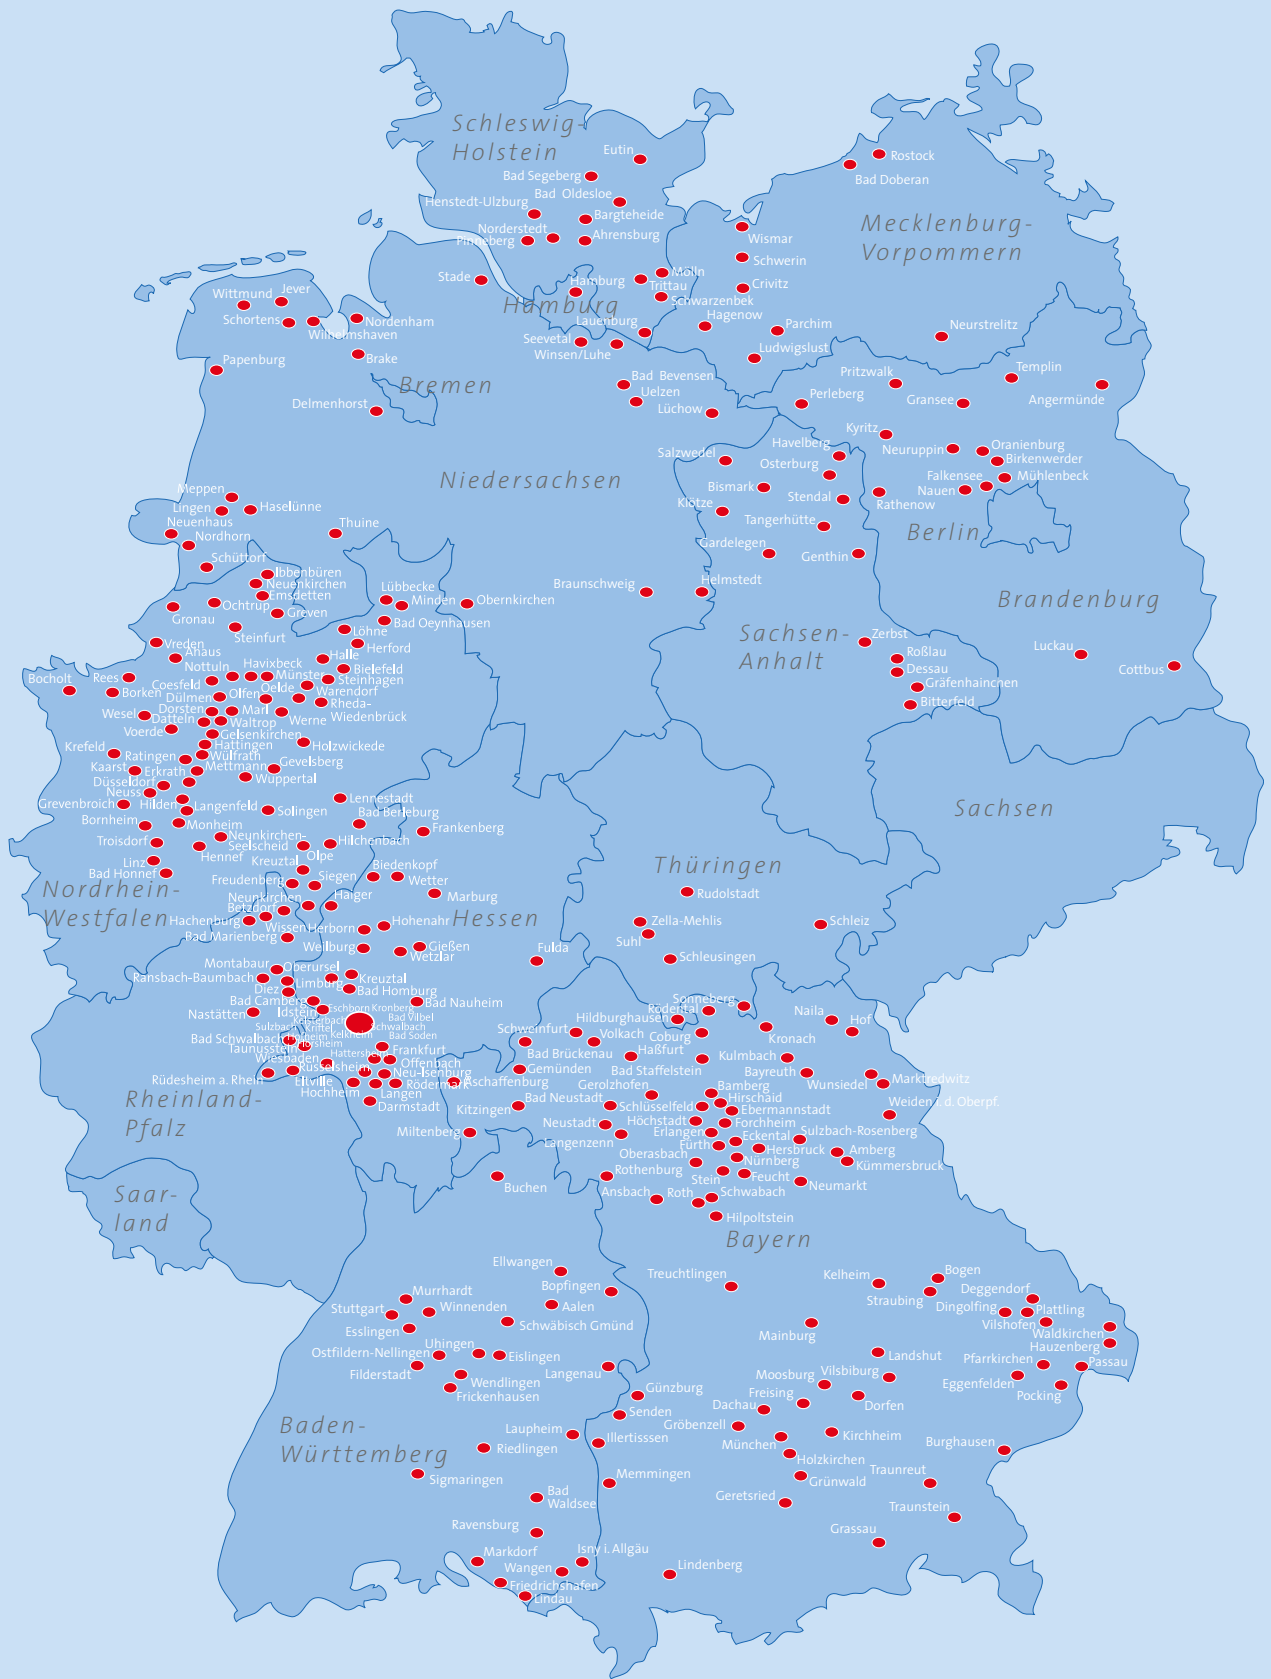 Schleswig-
Holstein
Eutin
Bad Segeberg
Bad Oldesloe
Henstedt-Ulzburg
Bargteheide
Norderstedt
Pinneberg
Ahrensburg
Rostock
Bad Doberan
Mecklenburg-
Vorpommern
Wismar
Schwerin
Crivitz
Stade
Hamburg
Mölln
Trittau
Schwarzenbek
Hamburg
Hagenow
Lauenburg
Seevetal
Winsen/Luhe
Parchim
Ludwigslust
Neurstrelitz
Wittmund
Jever
Schortens
Wilhelmshaven
Nordenham
Brake
Papenburg
Bremen
Delmenhorst
Bad Bevensen
Uelzen
Lüchow
Pritzwalk
Perleberg
Gransee
Templin
Angermünde
Kyritz
Neuruppin
Oranienburg
Birkenwerder
Falkensee
Mühlenbeck
Nauen
Rathenow
Berlin
Salzwedel
Havelberg
Osterburg
Bismark
Stendal
Klötze
Tangerhütte
Gardelegen
Genthin
Niedersachsen
Meppen
Lingen
Haselünne
Neuenhaus
Nordhorn
Thuine
Schüttorf
Ibbenbüren
Neuenkirchen
Emsdetten
Ochtrup
Greven
Gronau
Steinfurt
Lübbecke
Minden
Obernkirchen
Bad Oeynhausen
Löhne
Herford
Braunschweig
Helmstedt
Brandenburg
Sachsen-
Anhalt
Zerbst
Roßlau
Dessau
Gräfenhainchen
Bitterfeld
Luckau
Cottbus
Vreden
Ahaus
Nottuln
Havixbeck
Halle
Bielefeld
Bocholt
Rees
Coesfeld
Münster
Steinhagen
Borken
Dülmen
Olfen
Oelde
Warendorf
Rheda-
Wiedenbrück
Wesel
Dorsten
Marl
Datteln
Waltrop
Werne
Voerde
Gelsenkirchen
Krefeld
Hattingen
Holzwickede
Ratingen
Wülfrath
Kaarst
Erkrath
Mettmann
Gevelsberg
Düsseldorf
Wuppertal
Neuss
Grevenbroich
Hilden
Langenfeld
Solingen
Lennestadt
Bornheim
Monheim
Bad Berleburg
Frankenberg
Troisdorf
Neunkirchen-
Seelscheid
Hilchenbach
Hennef
Olpe
Linz
Kreuztal
Biedenkopf
Bad Honnef
Freudenberg
Siegen
Wetter
Marburg
Nordrhein-
Westfalen
Neunkirchen
Haiger
Betzdorf
Hachenburg
Wissen
Herborn
Hohenahr
Hessen
Bad Marienberg
Weilburg
Gießen
Wetzlar
Fulda
Sachsen
Thüringen
Rudolstadt
Zella-Mehlis
Suhl
Schleiz
Schleusingen
Montabaur
Oberursel
Ransbach-Baumbach
Limburg
Kreuztal
Diez
Bad Homburg
Bad Camberg
Bad Nauheim
Nastätten
Idstein
Eschborn
Kronberg
Kelsterbach
Bad Vilbel
Sulzbach
Kriftel
Schwalbach
Bad Schwalbach
Hofheim
Kelkheim
Bad Soden
Taunusstein
Flörsheim
Hattersheim
Frankfurt
Wiesbaden
Offenbach
Rüsselsheim
Neu-Isenburg
Rüdesheim a. Rhein
Eltville
Rödermark
Aschaffenburg
Hochheim
Langen
Darmstadt
Rheinland-
Pfalz
Saar-
land
Sonneberg
Hildburghausen
Rödental
Naila
Schweinfurt
Volkach
Coburg
Kronach
Hof
Bad Brückenau
Haßfurt
Kulmbach
Gemünden
Bad Staffelstein
Bayreuth
Marktredwitz
Wunsiedel
Gerolzhofen
Bamberg
Hirschaid
Weiden i. d. Oberpf.
Bad Neustadt
Kitzingen
Schlüsselfeld
Ebermannstadt
Höchstadt
Forchheim
Neustadt
Erlangen
Eckental
Sulzbach-Rosenberg
Miltenberg
Langenzenn
Fürth
Hersbruck
Amberg
Oberasbach
Nürnberg
Kümmersbruck
Rothenburg
Stein
Feucht
Neumarkt
Buchen
Ansbach
Roth
Schwabach
Hilpoltstein
Bayern
Ellwangen
Bopfingen
Treuchtlingen
Kelheim
Bogen
Straubing
Deggendorf
Dingolfing
Plattling
Vilshofen
Waldkirchen
Hauzenberg
Murrhardt
Stuttgart
Winnenden
Aalen
Esslingen
Schwäbisch Gmünd
Mainburg
Uhingen
Ostfildern-Nellingen
Eislingen
Landshut
Pfarrkirchen
Passau
Filderstadt
Wendlingen
Langenau
Moosburg
Vilsbiburg
Eggenfelden
Frickenhausen
Günzburg
Freising
Pocking
Dachau
Dorfen
Senden
Gröbenzell
Baden-
Württemberg
Laupheim
Illertisssen
Kirchheim
Burghausen
Riedlingen
München
Holzkirchen
Sigmaringen
Memmingen
Grünwald
Traunreut
Bad
Waldsee
Geretsried
Traunstein
Ravensburg
Grassau
Markdorf
Isny i. Allgäu
Wangen
Lindenberg
Friedrichshafen
Lindau